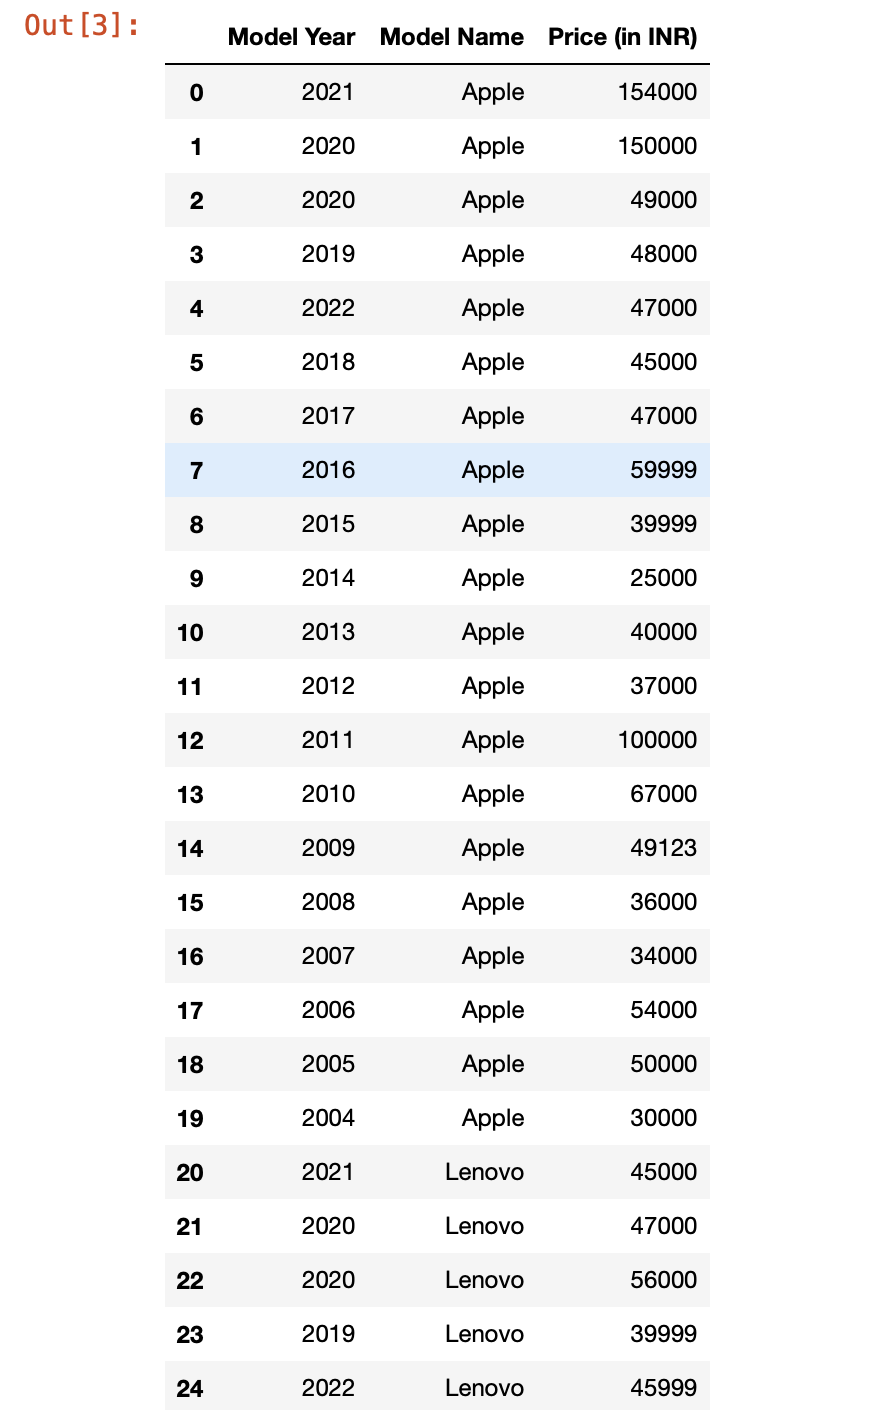 Out[3]:
Model Year Model Name Price (in INR)
0 2021 Apple 154000
1 2020 Apple 150000
2 2020 Apple 49000
3 2019 Apple 48000
4 2022 Apple 47000
5 2018 Apple 45000
6 2017 Apple 47000
7 2016 Apple 59999
8 2015 Apple 39999
9 2014 Apple 25000
10 2013 Apple 40000
11 2012 Apple 37000
12 2011 Apple 100000
13 2010 Apple 67000
14 2009 Apple 49123
15 2008 Apple 36000
16 2007 Apple 34000
17 2006 Apple 54000
18 2005 Apple 50000
19 2004 Apple 30000
20 2021 Lenovo 45000
21 2020 Lenovo 47000
22 2020 Lenovo 56000
23 2019 Lenovo 39999
24 2022 Lenovo 45999